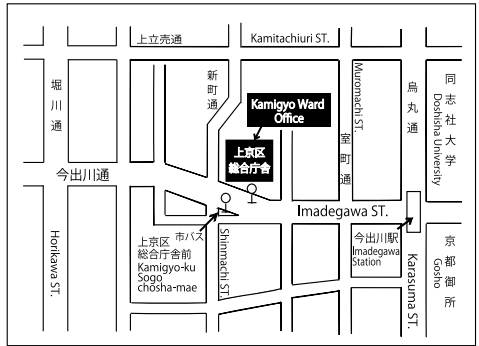 上立売通
Kamitachiuri ST.
堀川通
新町通
Kamigyo Ward
Office
上京区
総合庁舎
室町通
Muromachi ST.
烏丸通
同志社大学
Doshisha University
今出川通
Imadegawa ST.
Horikawa ST.
市バス
上京区
総合庁舎前
Kamigyo-ku
Sogo
chosha-mae
Shinmachi ST.
今出川駅
Imadegawa
Station
Karasuma ST.
京都御所
Gosho